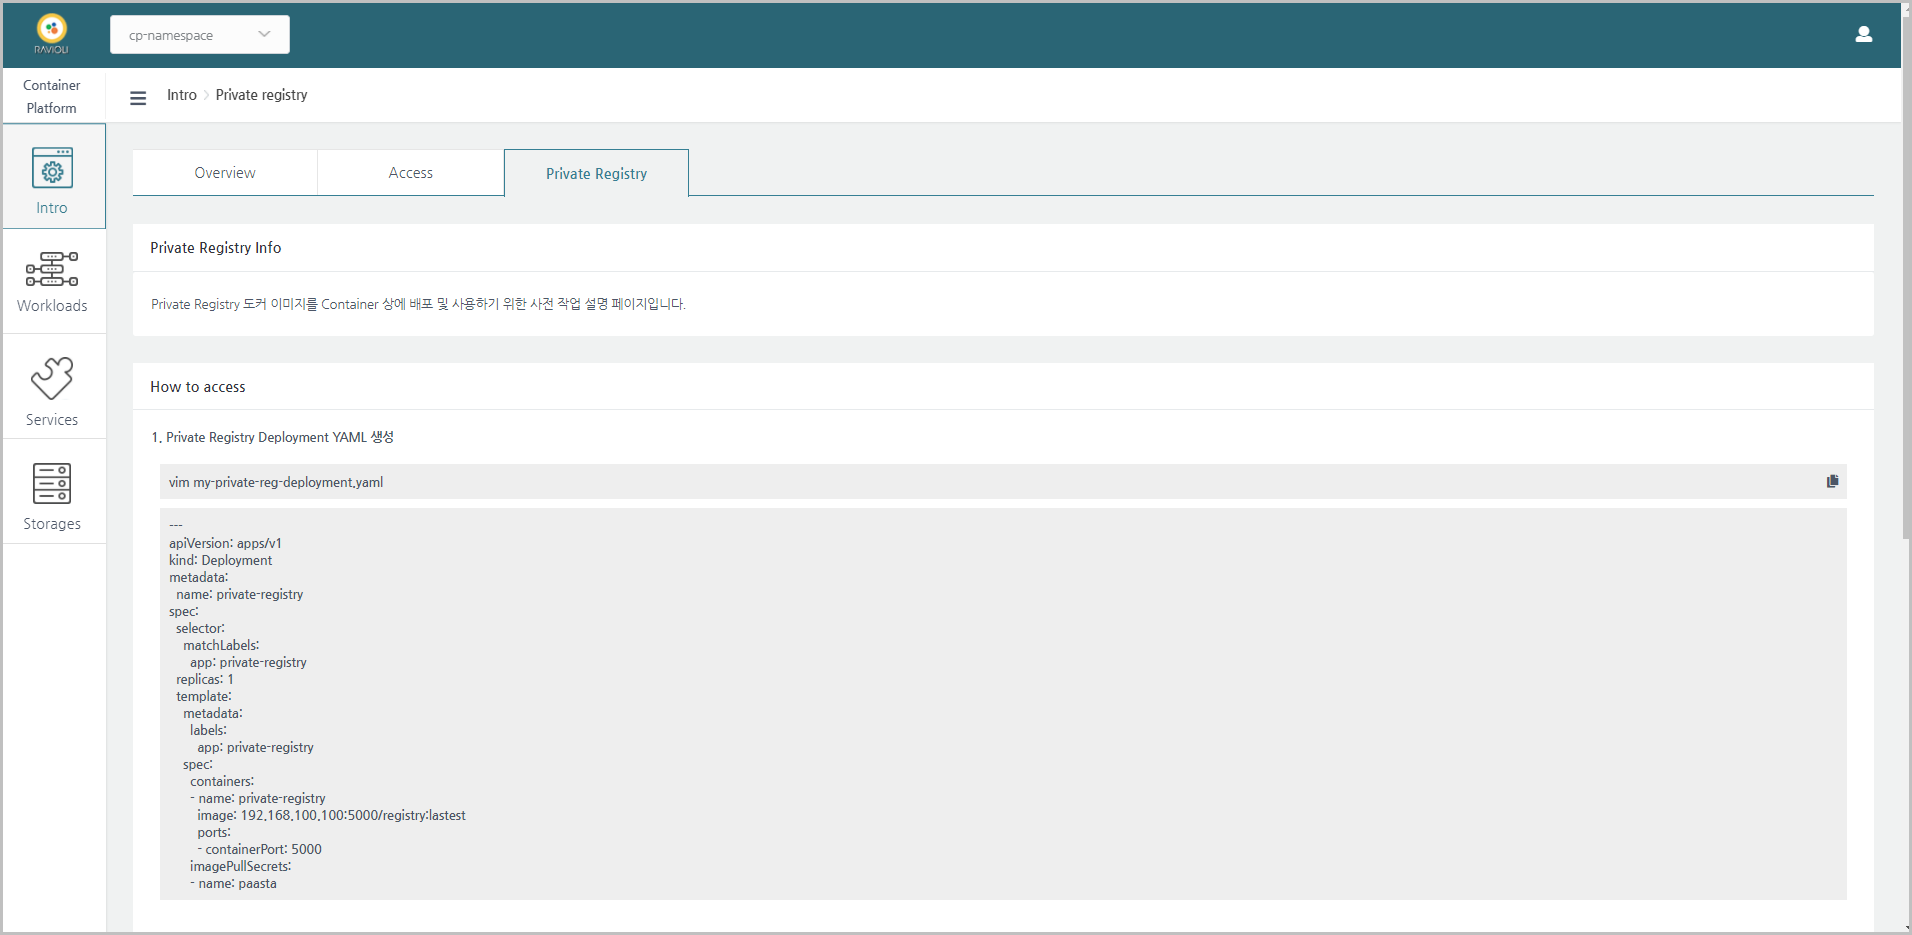 RAVIOLI
cp-namespace
Container
Platform
Intro
Workloads
Services
Storages
Intro > Private registry
Overview
Access
Private Registry
Private Registry Info
Private Registry 도커 이미지를 Container 상에 배포 및 사용하기 위한 사전 작업 설명 페이지입니다.
How to access
1. Private Registry Deployment YAML 생성
vim my-private-reg-deployment.yaml
---
apiVersion: apps/v1
kind: Deployment
metadata:
  name: private-registry
spec:
  selector:
    matchLabels:
      app: private-registry
  replicas: 1
  template:
    metadata:
      labels:
        app: private-registry
    spec:
      containers:
      - name: private-registry
        image: 192.168.100.100:5000/registry:lastest
        ports:
        - containerPort: 5000
      imagePullSecrets:
      - name: paasta